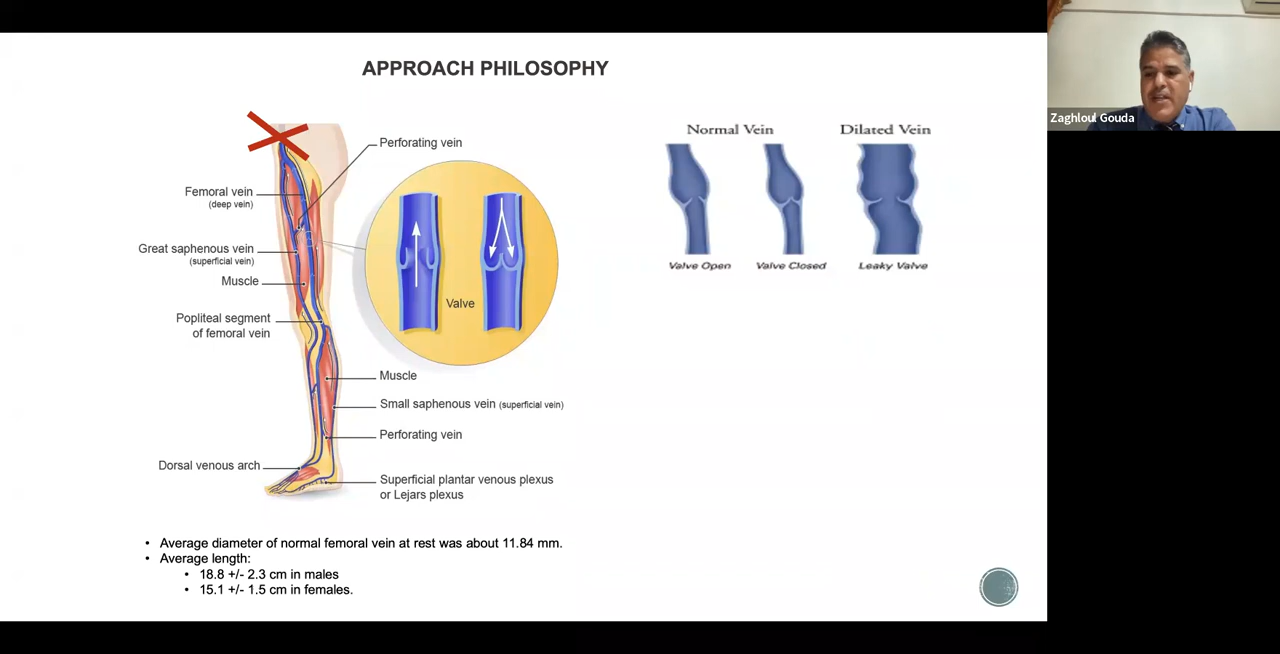 APPROACH PHILOSOPHY
Perforating vein
Femoral vein
(deep vein)
Great saphenous vein
(superficial vein)
Muscle
Popliteal segment
of femoral vein
Valve
Muscle
Small saphenous vein (superficial vein)
Perforating vein
Dorsal venous arch
Superficial plantar venous plexus
or Lejars plexus
Normal Vein
Dilated Vein
Valve Open
Valve Closed
Leaky Valve
• Average diameter of normal femoral vein at rest was about 11.84 mm.
• Average length:
• 18.8 +/- 2.3 cm in males
• 15.1 +/- 1.5 cm in females.
Zaghloul Gouda